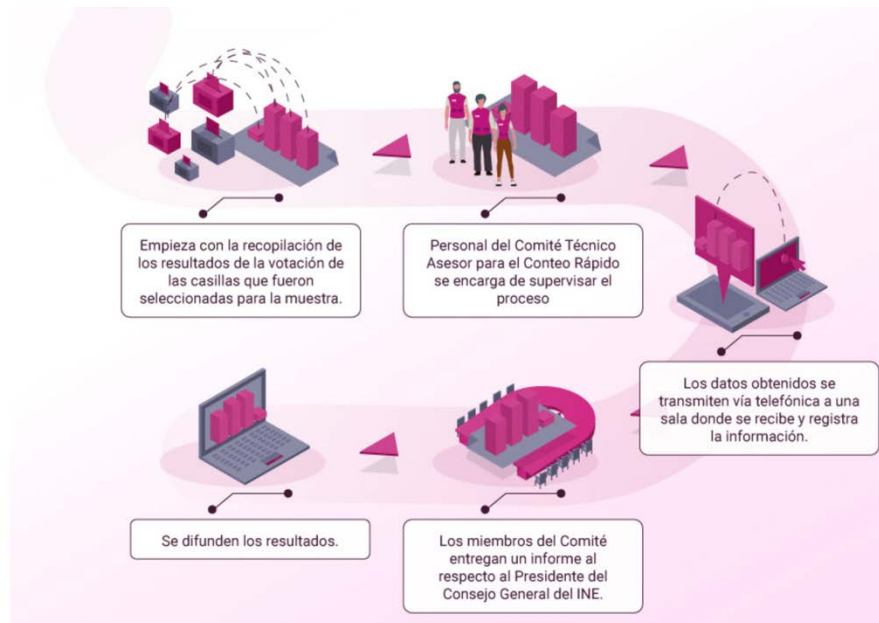 Empieza con la recopilación de
los resultados de la votación de
las casillas que fueron
seleccionadas para la muestra.
Personal del Comité Técnico
Asesor para el Conteo Rápido
se encarga de supervisar el
proceso
Los datos obtenidos se
transmiten vía telefónica a una
sala donde se recibe y registra
la información.
Los miembros del Comité
entregan un informe al
respecto al Presidente del
Consejo General del INE.
Se difunden los resultados.